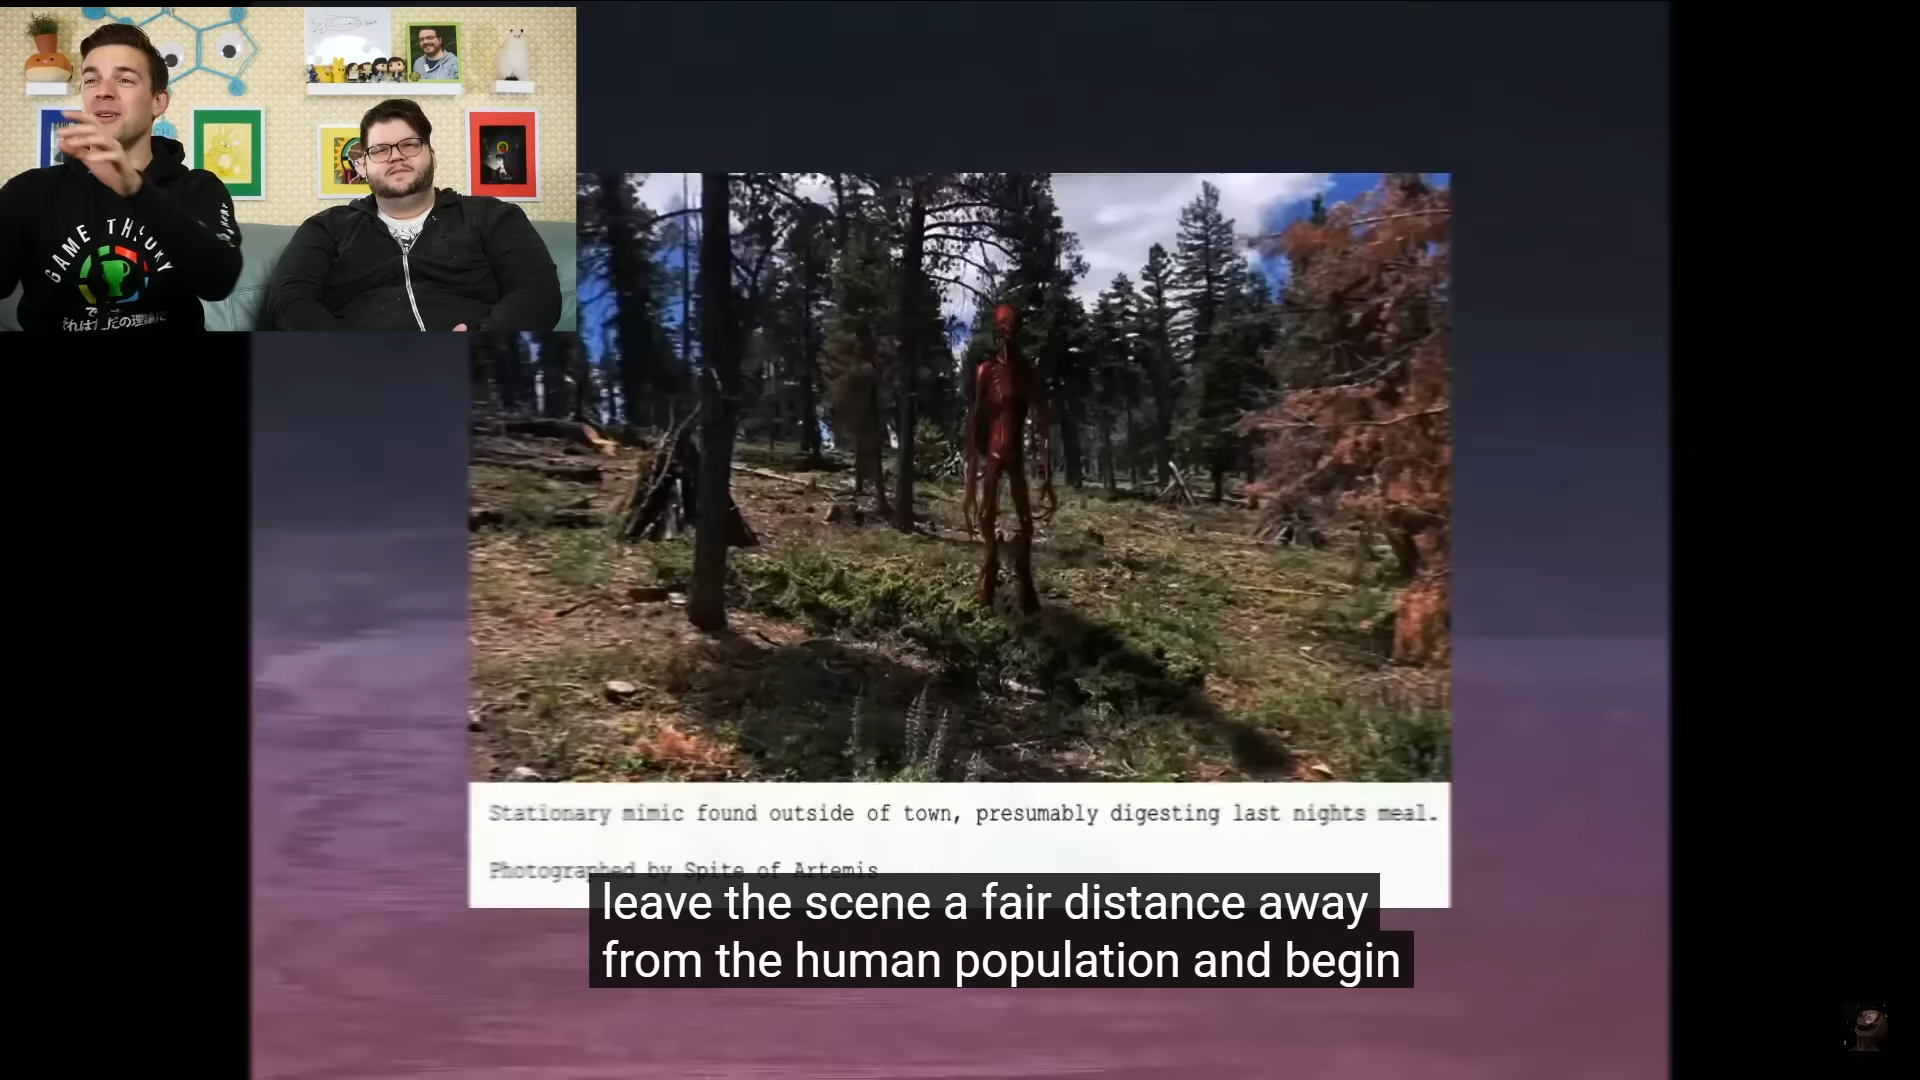 GAME THEORY
Stationary mimic found outside of town, presumably digesting last nights meal.
Photographed by Spite of Artemis
leave the scene a fair distance away
from the human population and begin